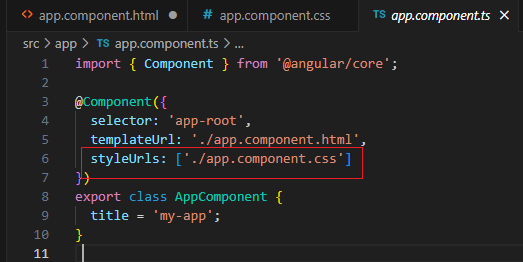 <> app.component.html ●
# app.component.css
TS app.component.ts ×
src > app > TS app.component.ts > ...
1 import { Component } from '@angular/core';
2
3 @Component({
4 selector: 'app-root',
5 templateUrl: './app.component.html',
6 styleUrls: ['./app.component.css']
7 })
8 export class AppComponent {
9 title = 'my-app';
10 }
11